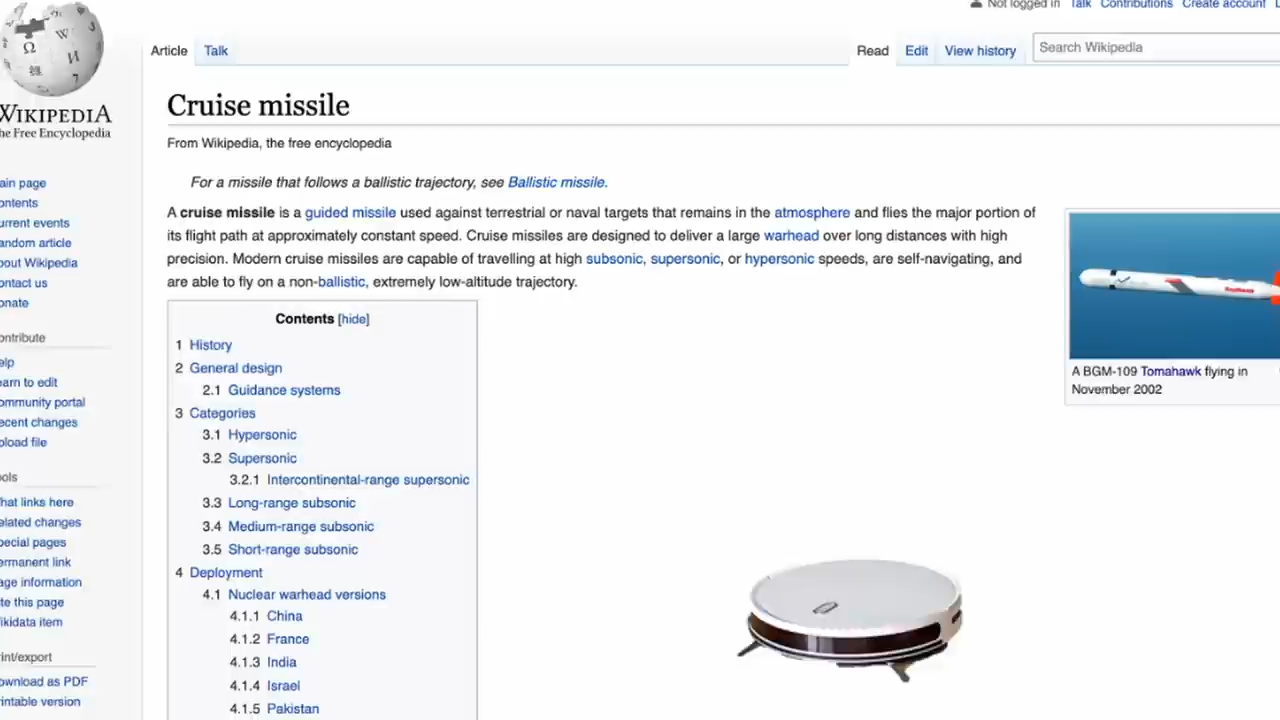 Not logged in Talk Contributions Create account
Article Talk Read Edit View history Search Wikipedia
WIKIPEDIA
The Free Encyclopedia
Cruise missile
From Wikipedia, the free encyclopedia
For a missile that follows a ballistic trajectory, see Ballistic missile.
A cruise missile is a guided missile used against terrestrial or naval targets that remains in the atmosphere and flies the major portion of
its flight path at approximately constant speed. Cruise missiles are designed to deliver a large warhead over long distances with high
precision. Modern cruise missiles are capable of travelling at high subsonic, supersonic, or hypersonic speeds, are self-navigating, and
are able to fly on a non-ballistic, extremely low-altitude trajectory.
ain page
ontents
urrent events
andom article
bout Wikipedia
ontact us
onate
ontribute
elp
earn to edit
ommunity portal
ecent changes
pload file
ools
hat links here
elated changes
pecial pages
ermanent link
age information
ite this page
ikidata item
rint/export
ownload as PDF
rintable version
Contents [hide]
1 History
2 General design
2.1 Guidance systems
3 Categories
3.1 Hypersonic
3.2 Supersonic
3.2.1 Intercontinental-range supersonic
3.3 Long-range subsonic
3.4 Medium-range subsonic
3.5 Short-range subsonic
4 Deployment
4.1 Nuclear warhead versions
4.1.1 China
4.1.2 France
4.1.3 India
4.1.4 Israel
4.1.5 Pakistan
A BGM-109 Tomahawk flying in
November 2002